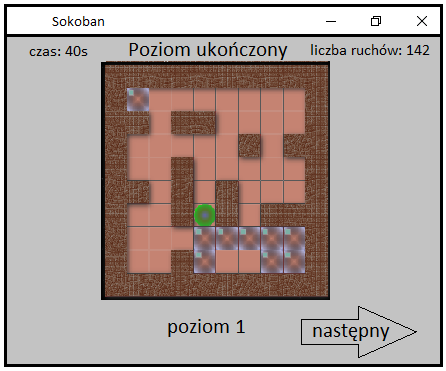 Sokoban
czas: 40s Poziom ukończony liczba ruchów: 142
poziom 1
następny